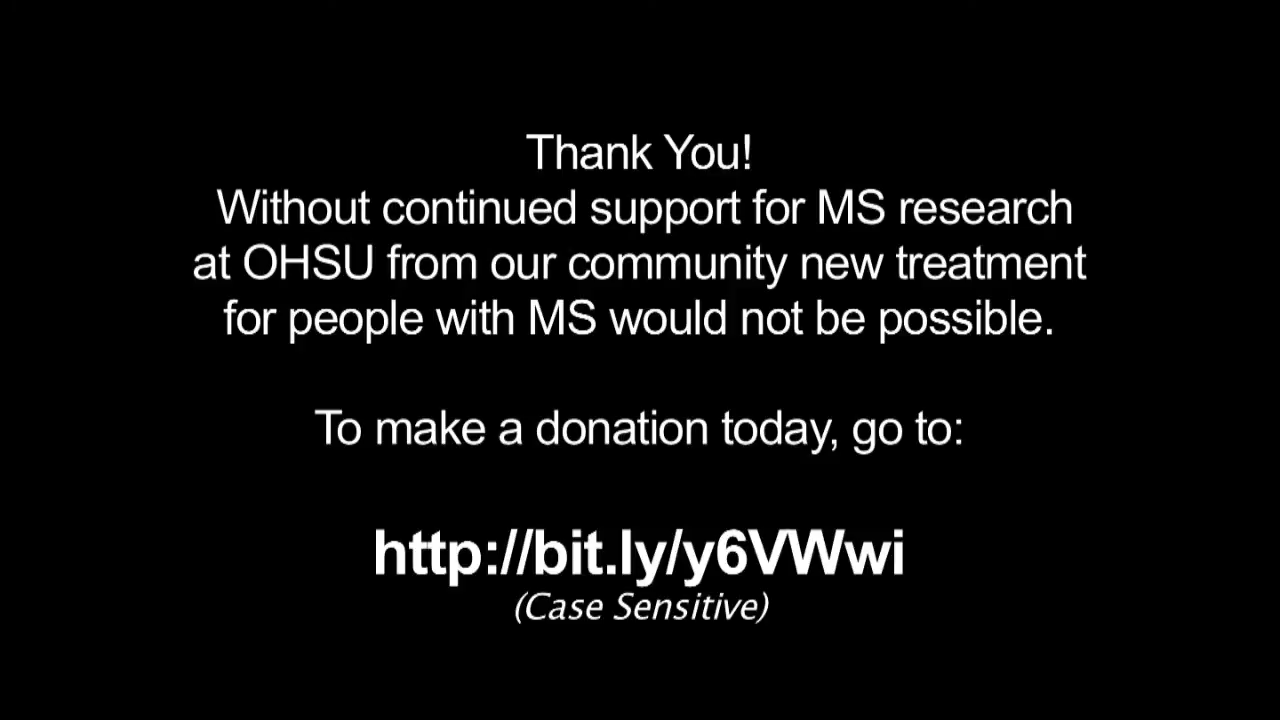 Thank You!
Without continued support for MS research
at OHSU from our community new treatment
for people with MS would not be possible.
To make a donation today, go to:
http://bit.ly/y6VWwi
(Case Sensitive)